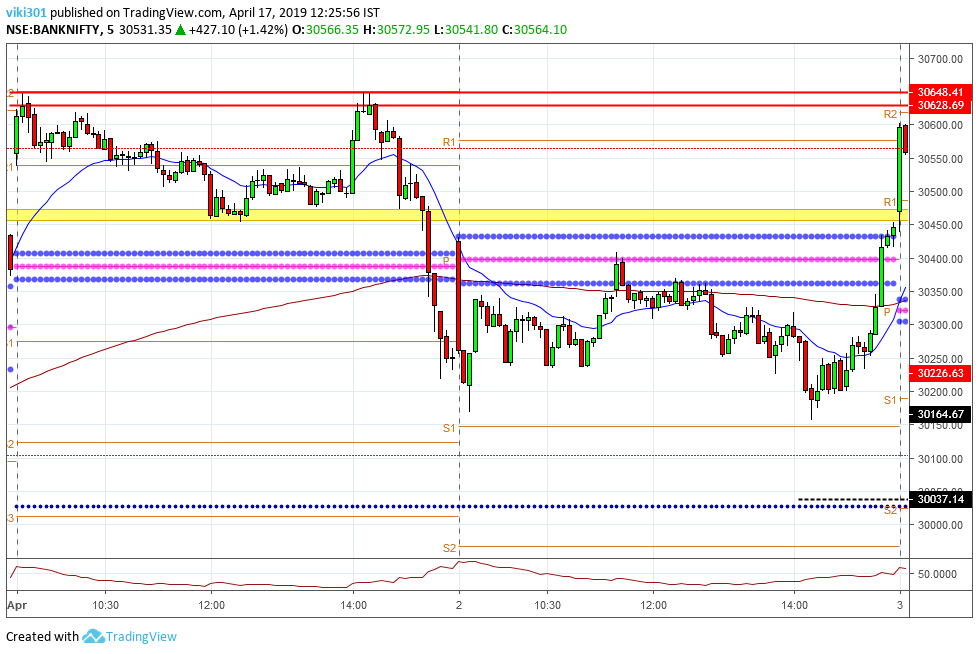 viki301 published on TradingView.com, April 17, 2019 12:25:56 IST
NSE:BANKNIFTY, 5 30531.35 ▲ +427.10 (+1.42%) O:30566.35 H:30572.95 L:30541.80 C:30564.10
30700.00
30648.41
30628.69
R2
30600.00
R1
30550.00
30500.00
R1
30450.00
P
30400.00
30350.00
P
30300.00
30250.00
30226.63
30200.00
S1
30164.67
S1
30150.00
30100.00
30037.14
S2
30000.00
S2
50.0000
Apr 10:30 12:00 14:00 2 10:30 12:00 14:00 3
Created with TradingView